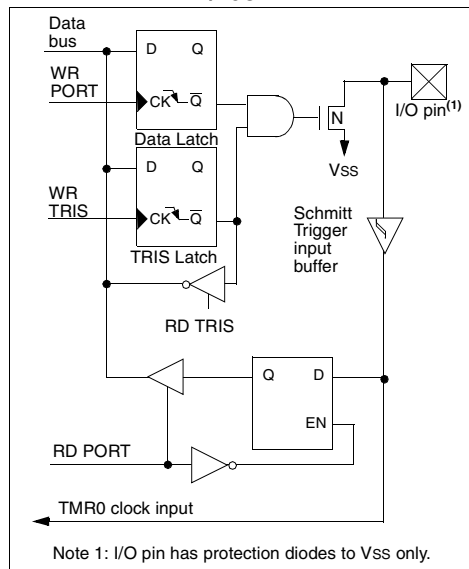 Data
bus
D Q
WR
PORT
CK Q
Data Latch
N
I/O pin(1)
VSS
D Q
WR
TRIS
CK Q
TRIS Latch
Schmitt
Trigger
input
buffer
RD TRIS
Q D
EN
RD PORT
TMR0 clock input
Note 1: I/O pin has protection diodes to VSS only.